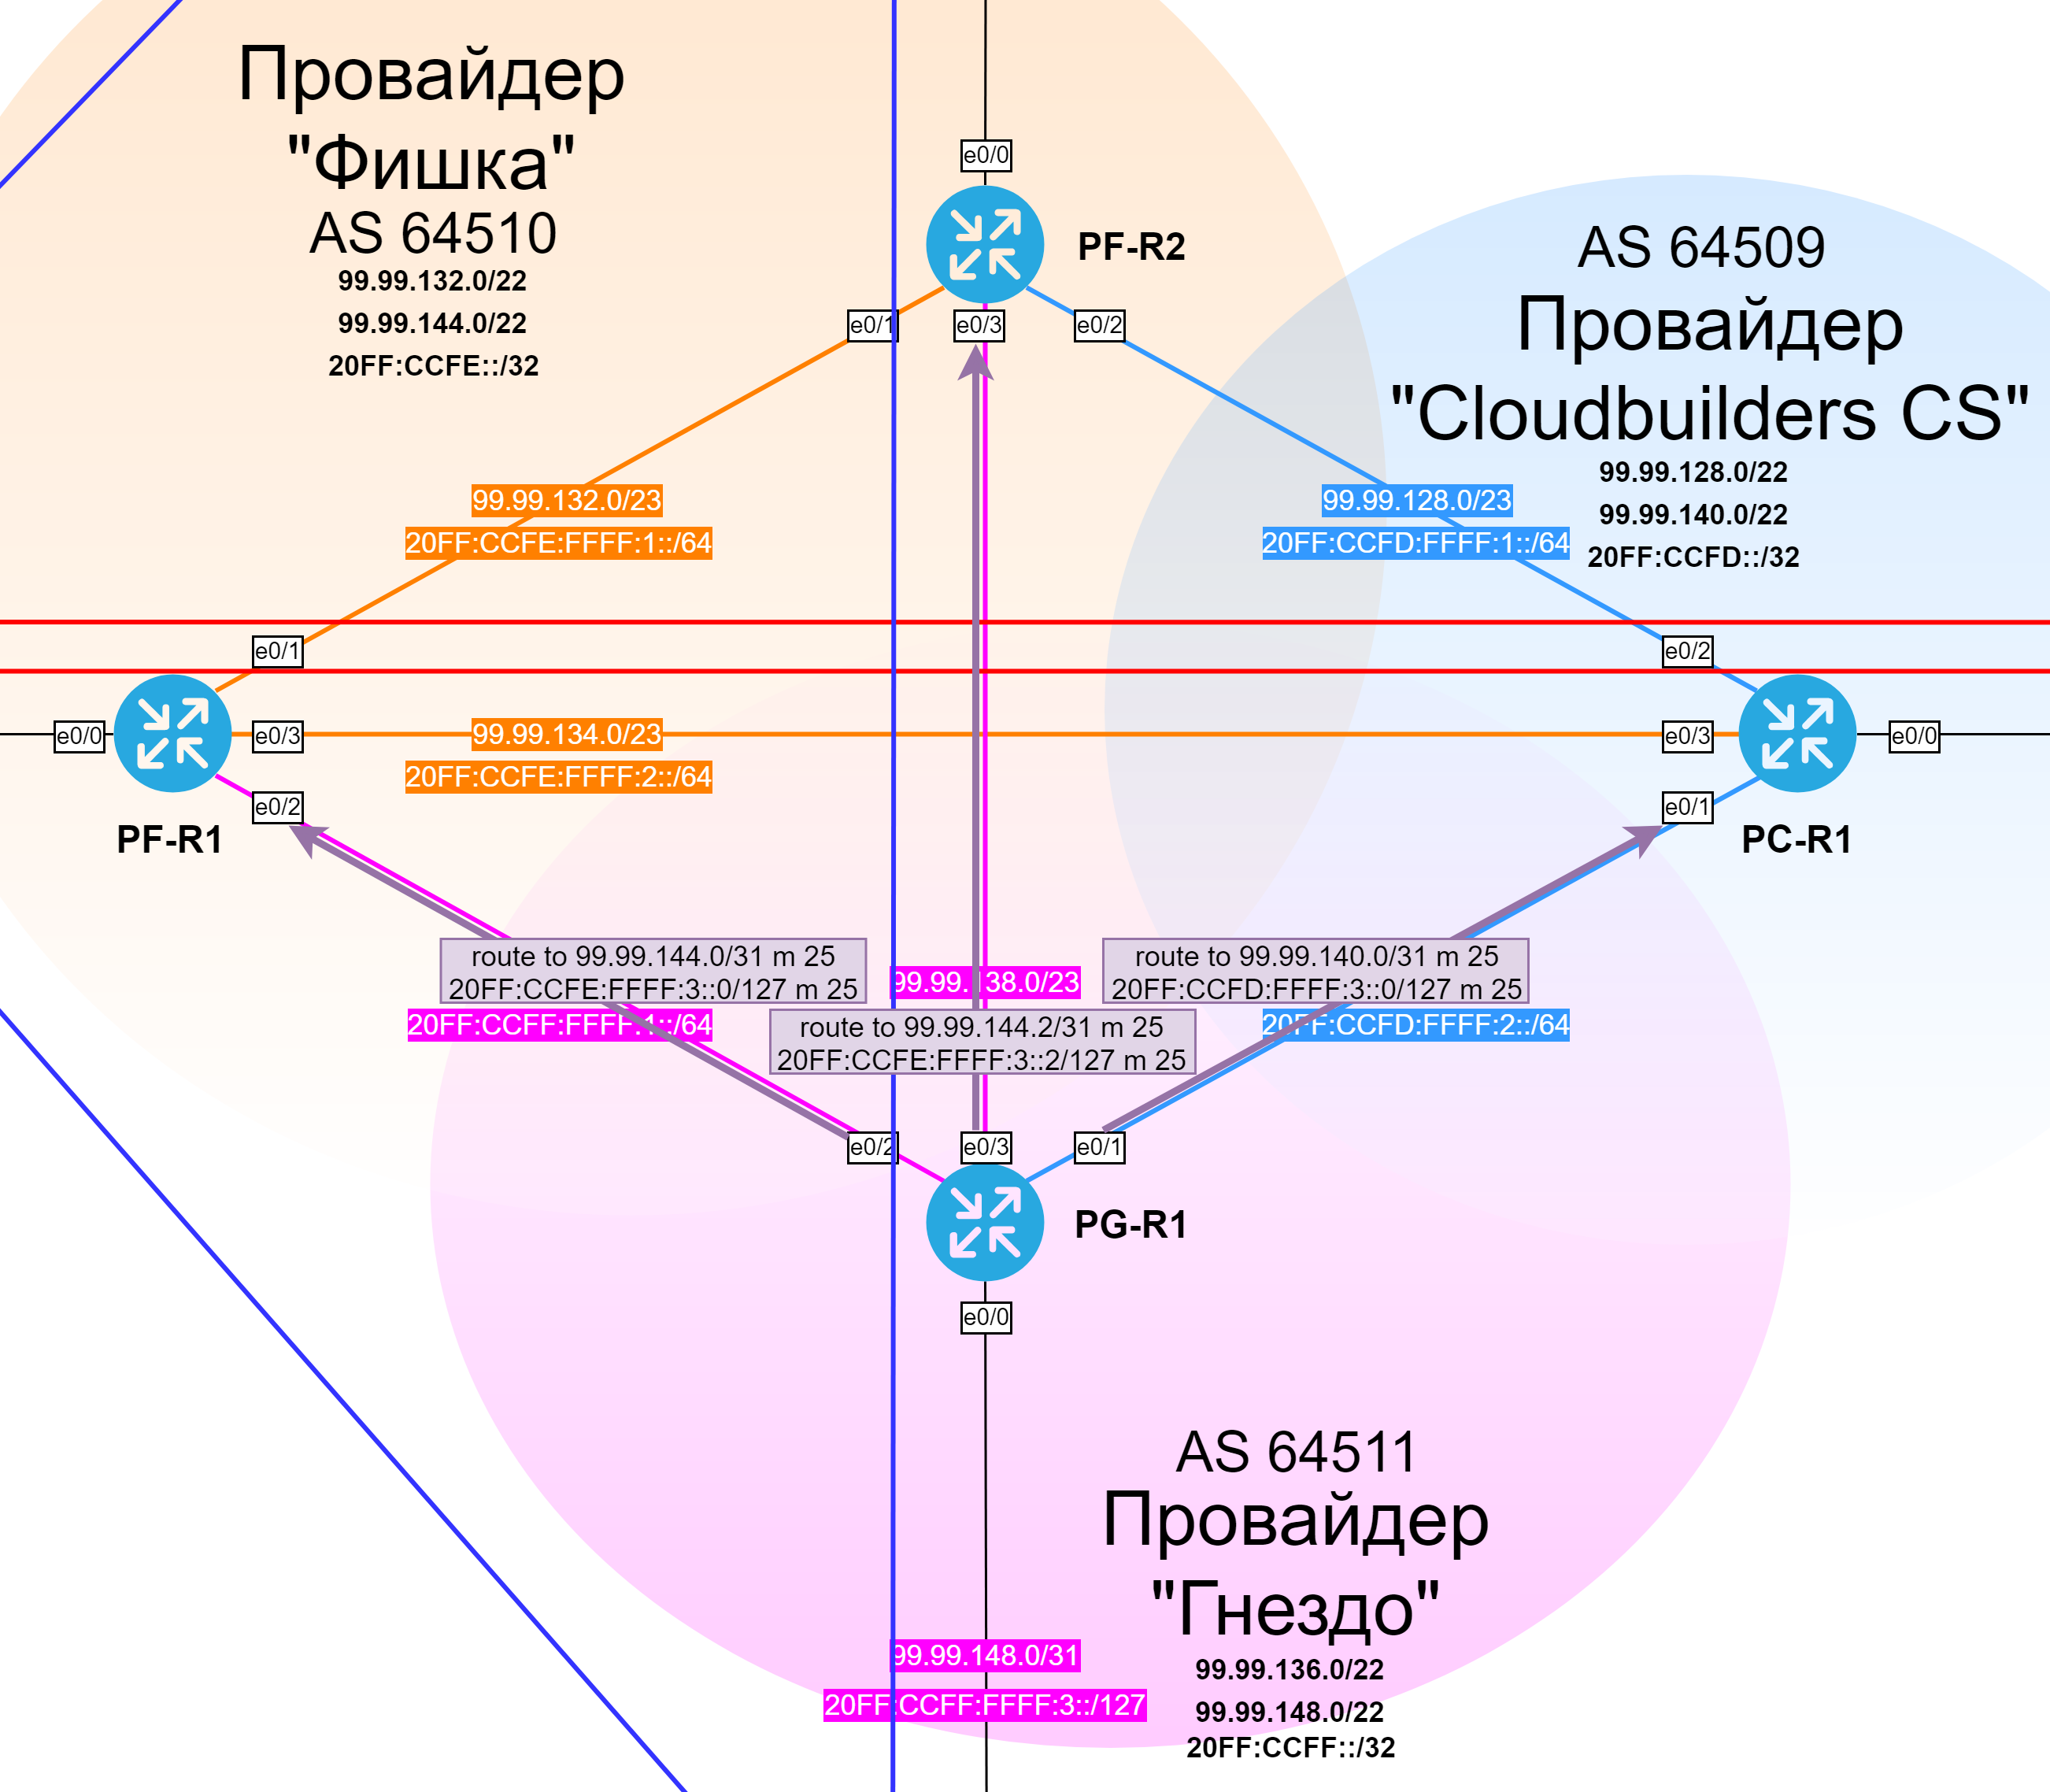 Провайдер
"Фишка"
AS 64510
99.99.132.0/22
99.99.144.0/22
20FF:CCFE::/32
e0/0
PF-R2
e0/1
e0/3
e0/2
AS 64509
Провайдер
"Cloudbuilders CS"
99.99.128.0/22
99.99.140.0/22
20FF:CCFD::/32
99.99.132.0/23
20FF:CCFE:FFFF:1::/64
99.99.128.0/23
20FF:CCFD:FFFF:1::/64
e0/1
e0/0
e0/3
e0/2
PF-R1
99.99.134.0/23
20FF:CCFE:FFFF:2::/64
e0/2
e0/3
e0/0
e0/1
PC-R1
route to 99.99.144.0/31 m 25
20FF:CCFE:FFFF:3::0/127 m 25
20FF:CCFF:FFFF:1::/64
99.99.138.0/23
route to 99.99.144.2/31 m 25
20FF:CCFE:FFFF:3::2/127 m 25
route to 99.99.140.0/31 m 25
20FF:CCFD:FFFF:3::0/127 m 25
20FF:CCFD:FFFF:2::/64
e0/2
e0/3
e0/1
PG-R1
e0/0
AS 64511
Провайдер
"Гнездо"
99.99.136.0/22
99.99.148.0/22
20FF:CCFF::/32
99.99.148.0/31
20FF:CCFF:FFFF:3::/127